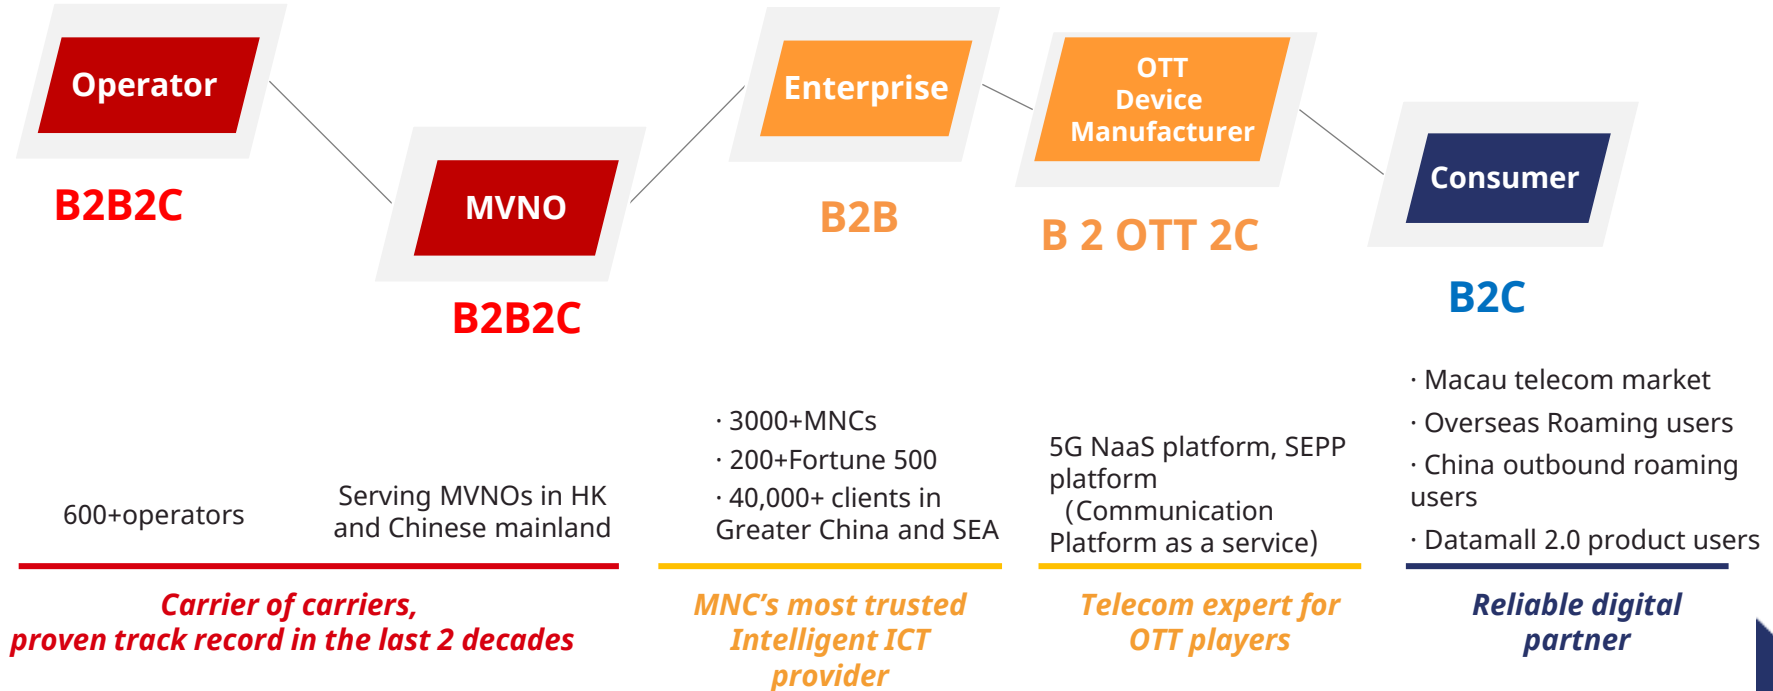 Operator
B2B2C
MVNO
B2B2C
Enterprise
B2B
OTT
Device
Manufacturer
B 2 OTT 2C
Consumer
B2C
600+operators
Serving MVNOs in HK
and Chinese mainland
Carrier of carriers,
proven track record in the last 2 decades
· 3000+MNCs
· 200+Fortune 500
· 40,000+ clients in
Greater China and SEA
MNC’s most trusted
Intelligent ICT
provider
5G NaaS platform, SEPP
platform
（Communication
Platform as a service)
Telecom expert for
OTT players
· Macau telecom market
· Overseas Roaming users
· China outbound roaming
users
· Datamall 2.0 product users
Reliable digital
partner